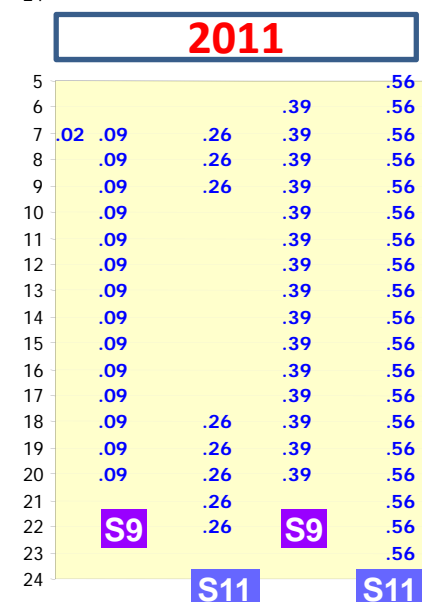 2011
5 .56
6 .39 .56
7 .02 .09 .26 .39 .56
8 .09 .26 .39 .56
9 .09 .26 .39 .56
10 .09 .39 .56
11 .09 .39 .56
12 .09 .39 .56
13 .09 .39 .56
14 .09 .39 .56
15 .09 .39 .56
16 .09 .39 .56
17 .09 .39 .56
18 .09 .26 .39 .56
19 .09 .26 .39 .56
20 .09 .26 .39 .56
21 .26 .56
22 S9 .26 S9 .56
23 .56
24 S11 S11